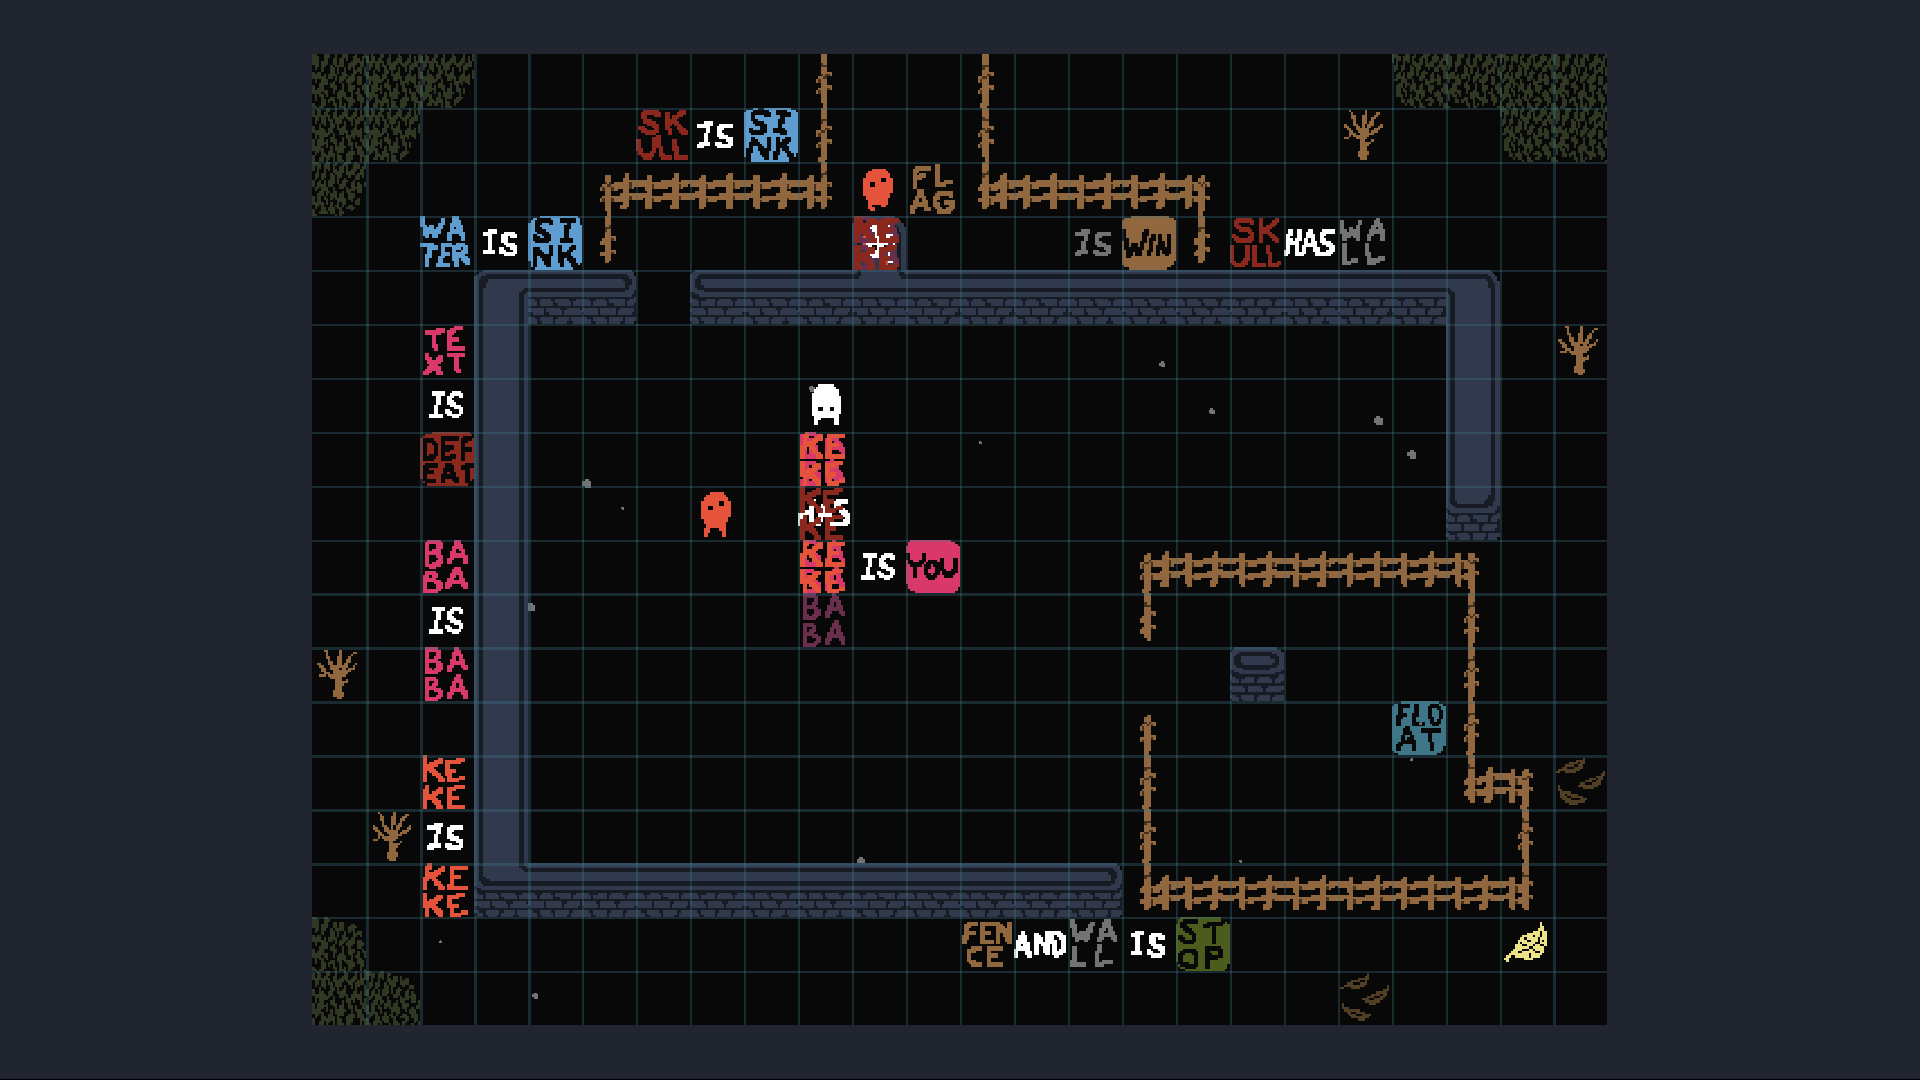 SKULL IS SINK
FLAG
WATER IS SINK
IS WIN
SKULL HAS WALL
TEXT
IS
DEFEAT
BABA
IS
BABA
KEKE
IS
KEKE
IS YOU
BABA
FLOAT
FENCE AND WALL IS STOP